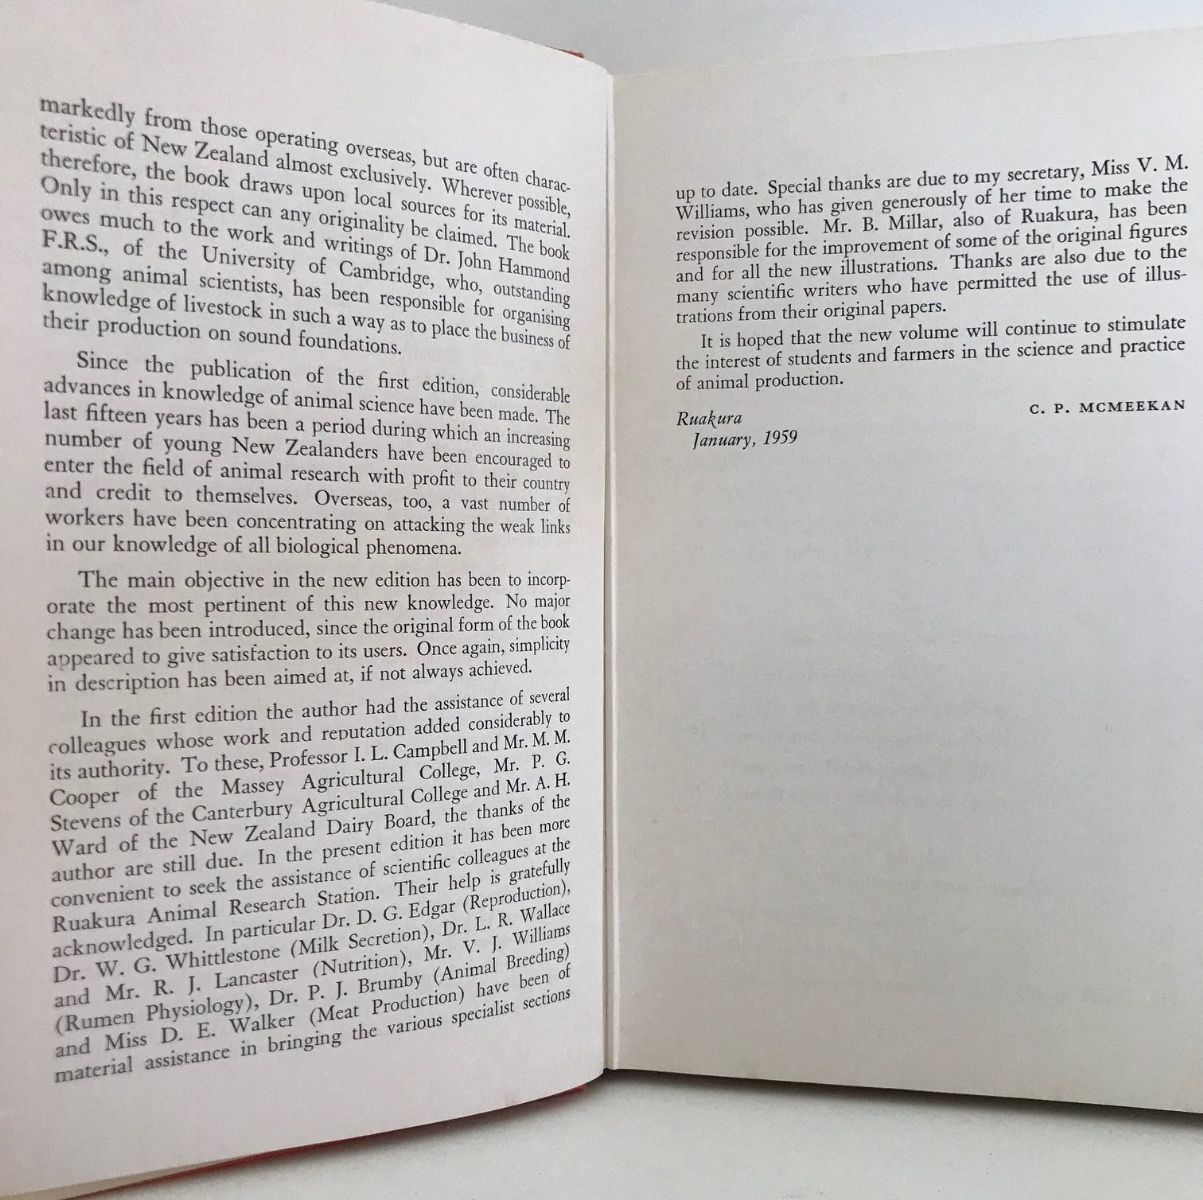 markedly from those operating overseas, but are often charac-
teristic of New Zealand almost exclusively. Wherever possible,
therefore, the book draws upon local sources for its material.
Only in this respect can any originality be claimed. The book
owes much to the work and writings of Dr. John Hammond
F.R.S., of the University of Cambridge, who, outstanding
among animal scientists, has been responsible for organising
knowledge of livestock in such a way as to place the business of
their production on sound foundations.
Since the publication of the first edition, considerable
advances in knowledge of animal science have been made. The
last fifteen years has been a period during which an increasing
number of young New Zealanders have been encouraged to
enter the field of animal research with profit to their country
and credit to themselves. Overseas, too, a vast number of
workers have been concentrating on attacking the weak links
in our knowledge of all biological phenomena.
The main objective in the new edition has been to incorp-
orate the most pertinent of this new knowledge. No major
change has been introduced, since the original form of the book
appeared to give satisfaction to its users. Once again, simplicity
in description has been aimed at, if not always achieved.
In the first edition the author had the assistance of several
colleagues whose work and reputation added considerably to
its authority. To these, Professor I. L. Campbell and Mr. M. M.
Cooper of the Massey Agricultural College, Mr. P. G.
Stevens of the Canterbury Agricultural College and Mr. A. H.
Ward of the New Zealand Dairy Board, the thanks of the
author are still due. In the present edition it has been more
convenient to seek the assistance of scientific colleagues at the
Ruakura Animal Research Station. Their help is gratefully
acknowledged. In particular Dr. D. G. Edgar (Reproduction),
Dr. W. G. Whittlestone (Milk Secretion), Dr. L. R. Wallace
and Mr. R. J. Lancaster (Nutrition), Mr. V. J. Williams
(Rumen Physiology), Dr. P. J. Brumby (Animal Breeding)
and Miss D. E. Walker (Meat Production) have been of
material assistance in bringing the various specialist sections
up to date. Special thanks are due to my secretary, Miss V. M.
Williams, who has given generously of her time to make the
revision possible. Mr. B. Millar, also of Ruakura, has been
responsible for the improvement of some of the original figures
and for all the new illustrations. Thanks are also due to the
many scientific writers who have permitted the use of illus-
trations from their original papers.
It is hoped that the new volume will continue to stimulate
the interest of students and farmers in the science and practice
of animal production.
Ruakura C. P. MCMEEKAN
January, 1959